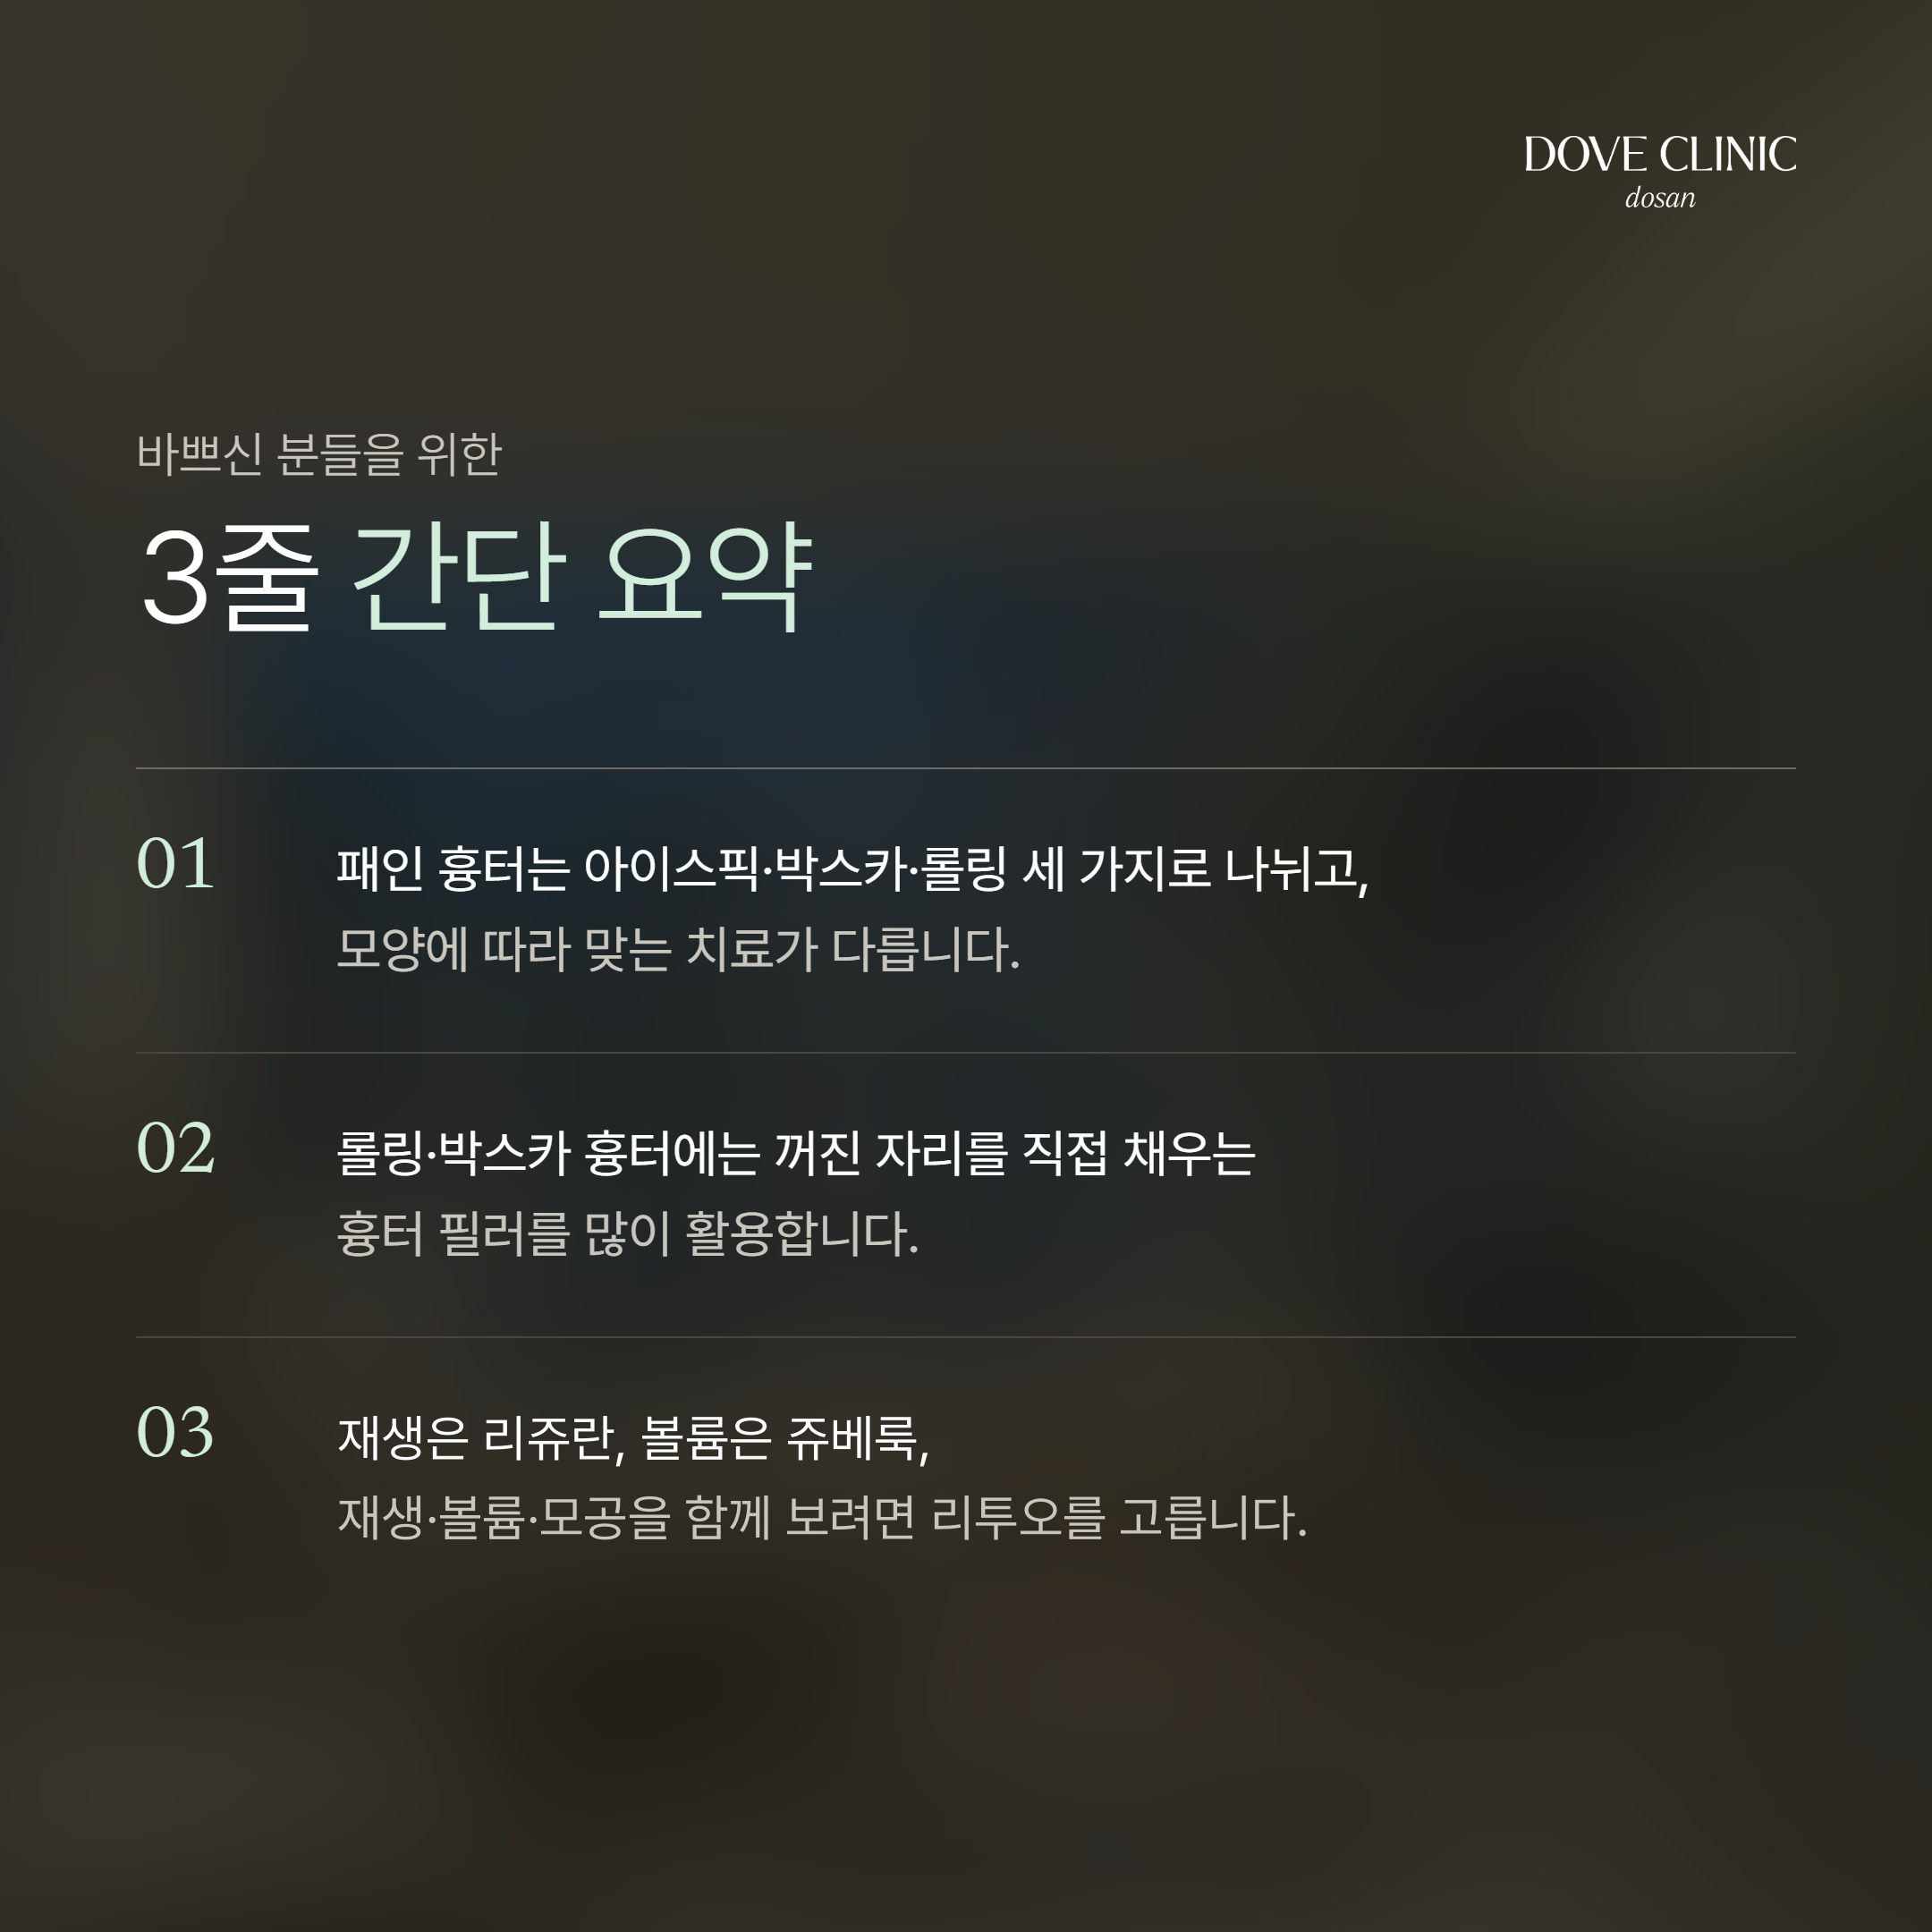 DOVE CLINIC
dosan
바쁘신 분들을 위한
3줄 간단 요약
01
패인 흉터는 아이스픽·박스카·롤링 세 가지로 나뉘고,
모양에 따라 맞는 치료가 다릅니다.
02
롤링·박스카 흉터에는 꺼진 자리를 직접 채우는
흉터 필러를 많이 활용합니다.
03
재생은 리쥬란, 볼륨은 쥬베룩,
재생·볼륨·모공을 함께 보려면 리투오를 고릅니다.